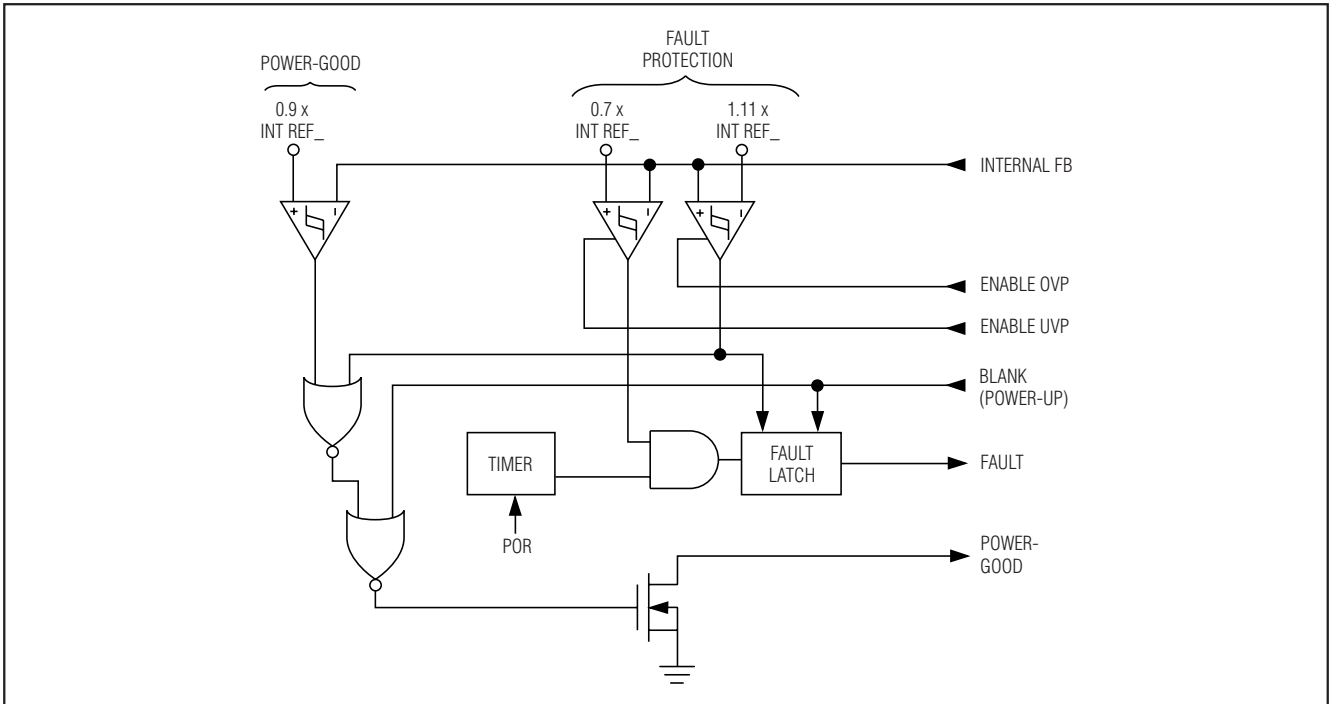 FAULT
PROTECTION
POWER-GOOD
0.9 x
INT REF_
0.7 x
INT REF_
1.11 x
INT REF_
INTERNAL FB
+ –
+ –
+ –
ENABLE OVP
ENABLE UVP
BLANK
(POWER-UP)
TIMER
FAULT
LATCH
FAULT
POR
POWER-
GOOD